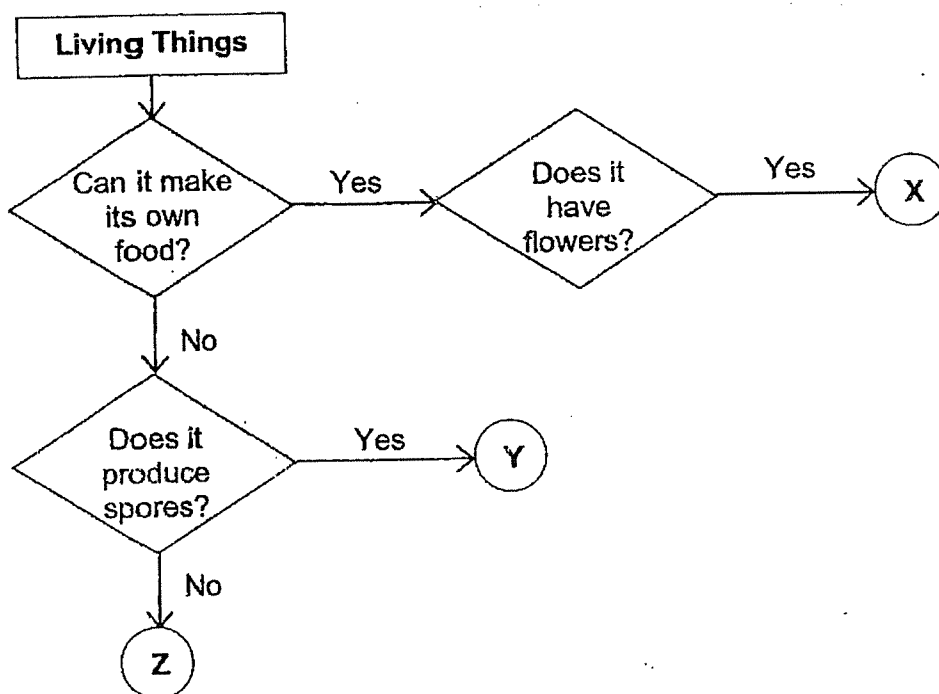 Living Things
Can it make
its own
food?
Yes
Does it
have
flowers?
Yes
X
No
Does it
produce
spores?
Yes
Y
No
Z